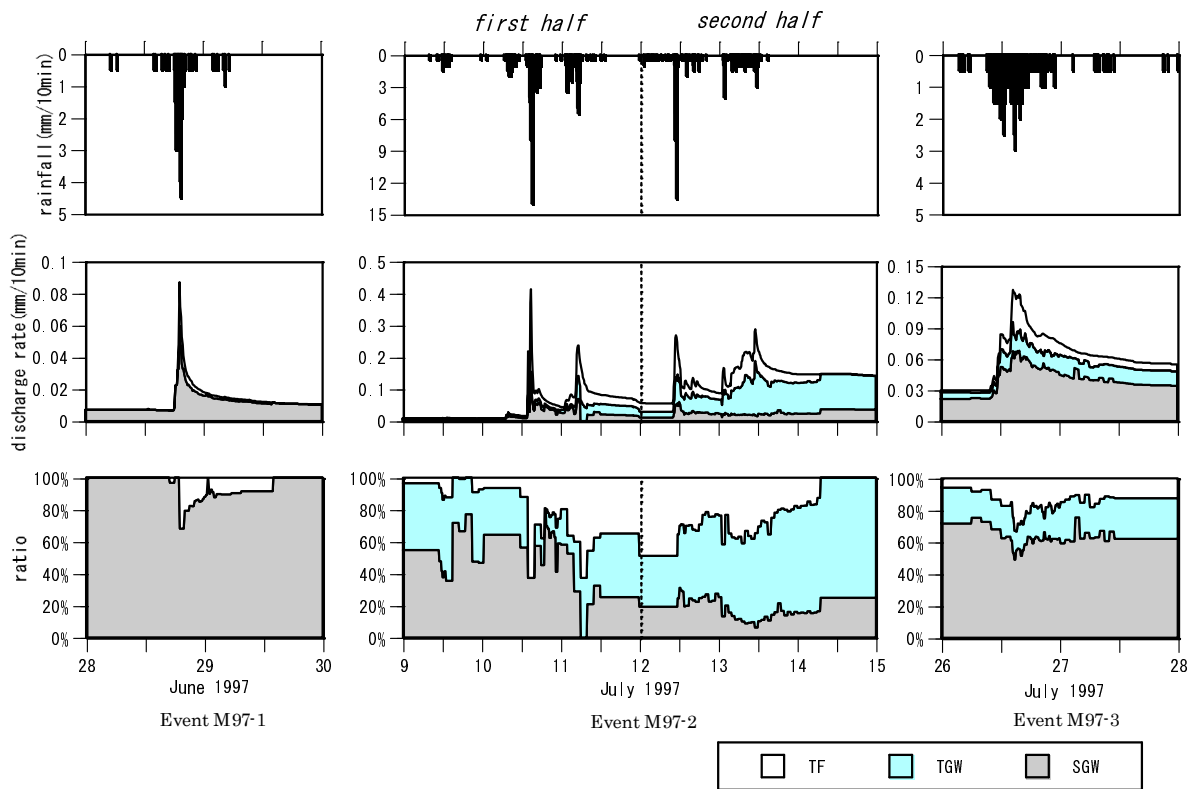 first half second half
rainfall(mm/10min)
0 1 2 3 4 5
0 3 6 9 12 15
0 1 2 3 4 5
discharge rate(mm/10min)
0.1 0.08 0.06 0.04 0.02 0
0.5 0.4 0.3 0.2 0.1 0
0.15 0.12 0.09 0.06 0.03 0
ratio
100% 80% 60% 40% 20% 0%
100% 80% 60% 40% 20% 0%
100% 80% 60% 40% 20% 0%
28 29 30 9 10 11 12 13 14 15 26 27 28
June 1997 July 1997 July 1997
Event M97-1 Event M97-2 Event M97-3
TF TGW SGW